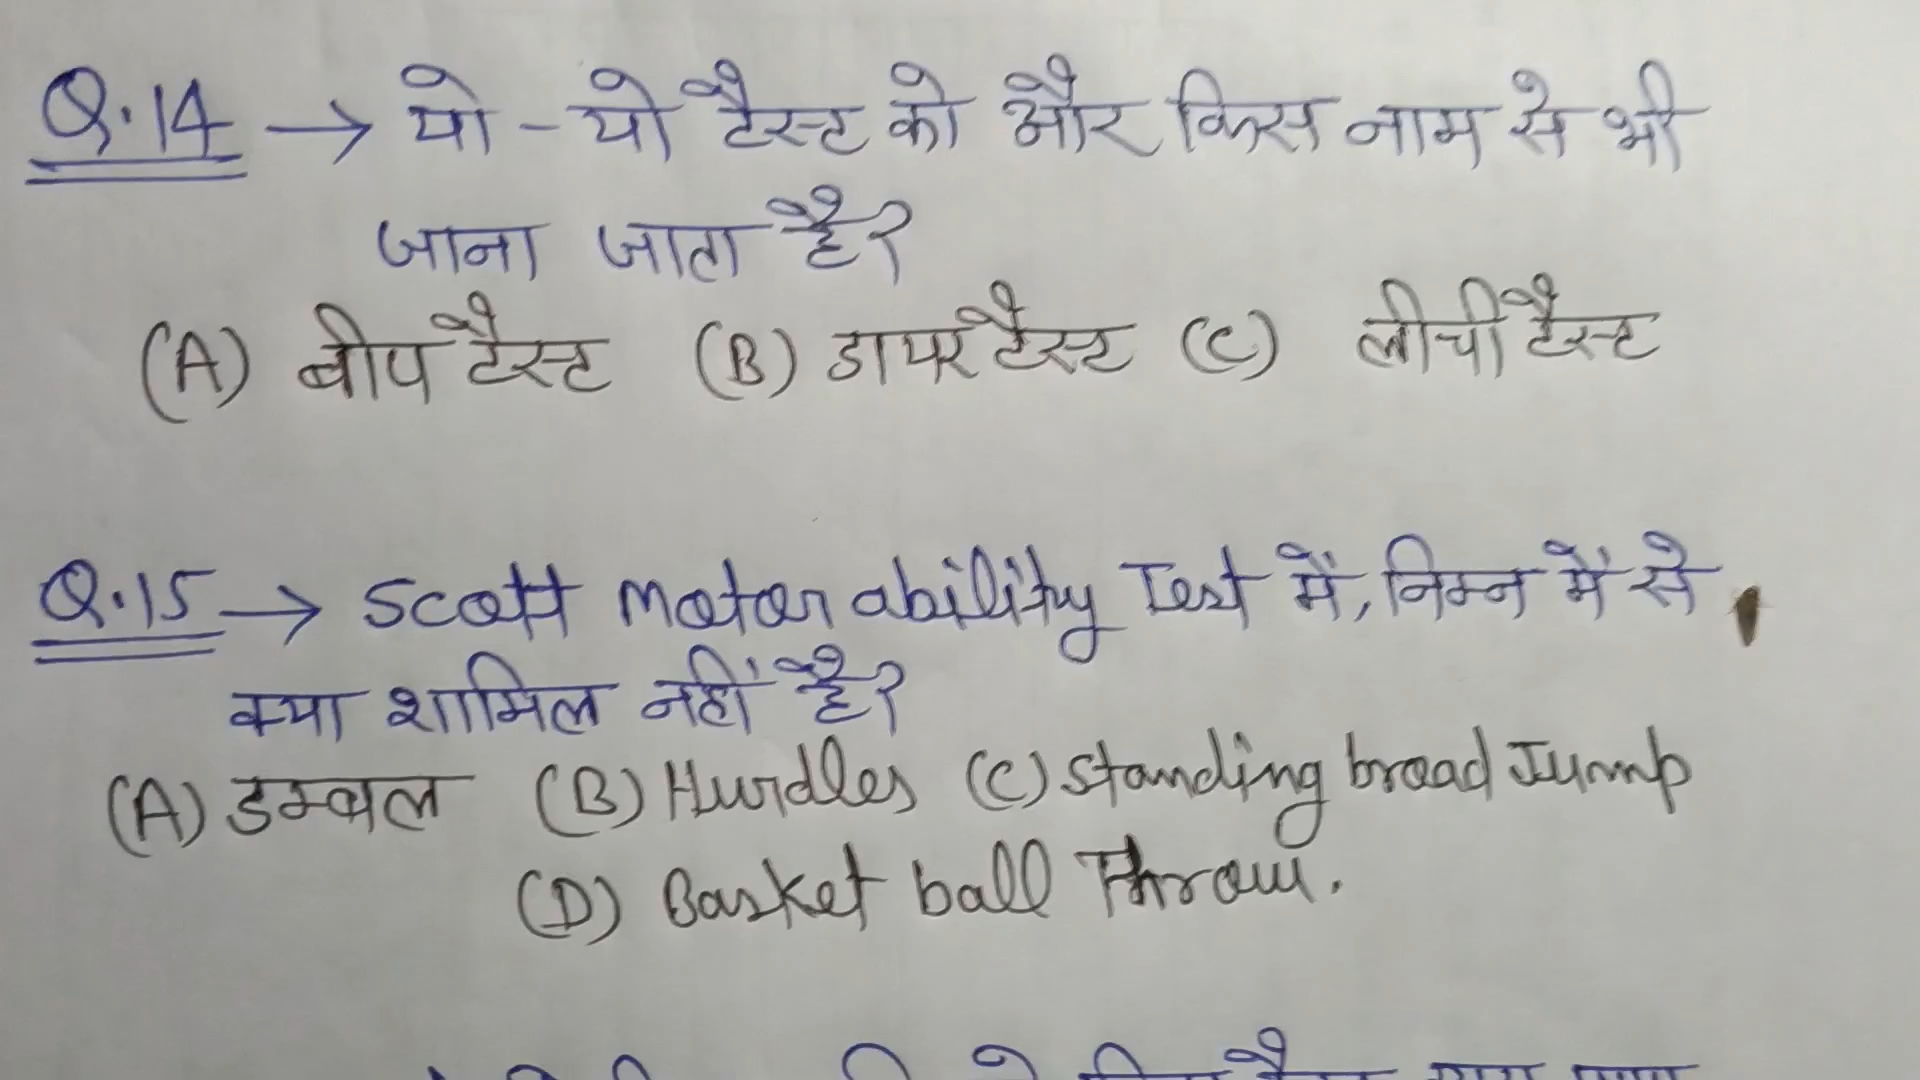 Q.14 → यो - यो टैस्ट को और किस नाम से भी
जाना जाता है?
(A) बीप टैस्ट (B) डायर टैस्ट (C) लीची टैस्ट
Q.15 → Scott motor ability Test में, निम्न में से
क्या शामिल नहीं है?
(A) डम्बल (B) Hurdles (C) Standing broad Jump
(D) Basket ball Throw.